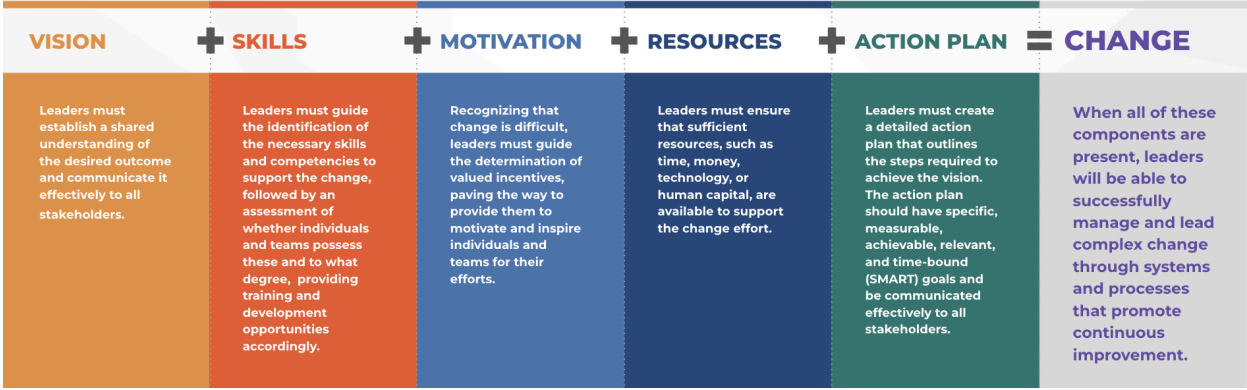 VISION + SKILLS + MOTIVATION + RESOURCES + ACTION PLAN = CHANGE
Leaders must
establish a shared
understanding of
the desired outcome
and communicate it
effectively to all
stakeholders.
Leaders must guide
the identification of
the necessary skills
and competencies to
support the change,
followed by an
assessment of
whether individuals
and teams possess
these and to what
degree, providing
training and
development
opportunities
accordingly.
Recognizing that
change is difficult,
leaders must guide
the determination of
valued incentives,
paving the way to
provide them to
motivate and inspire
individuals and
teams for their
efforts.
Leaders must ensure
that sufficient
resources, such as
time, money,
technology, or
human capital, are
available to support
the change effort.
Leaders must create
a detailed action
plan that outlines
the steps required to
achieve the vision.
The action plan
should have specific,
measurable,
achievable, relevant,
and time-bound
(SMART) goals and
be communicated
effectively to all
stakeholders.
When all of these
components are
present, leaders
will be able to
successfully
manage and lead
complex change
through systems
and processes
that promote
continuous
improvement.